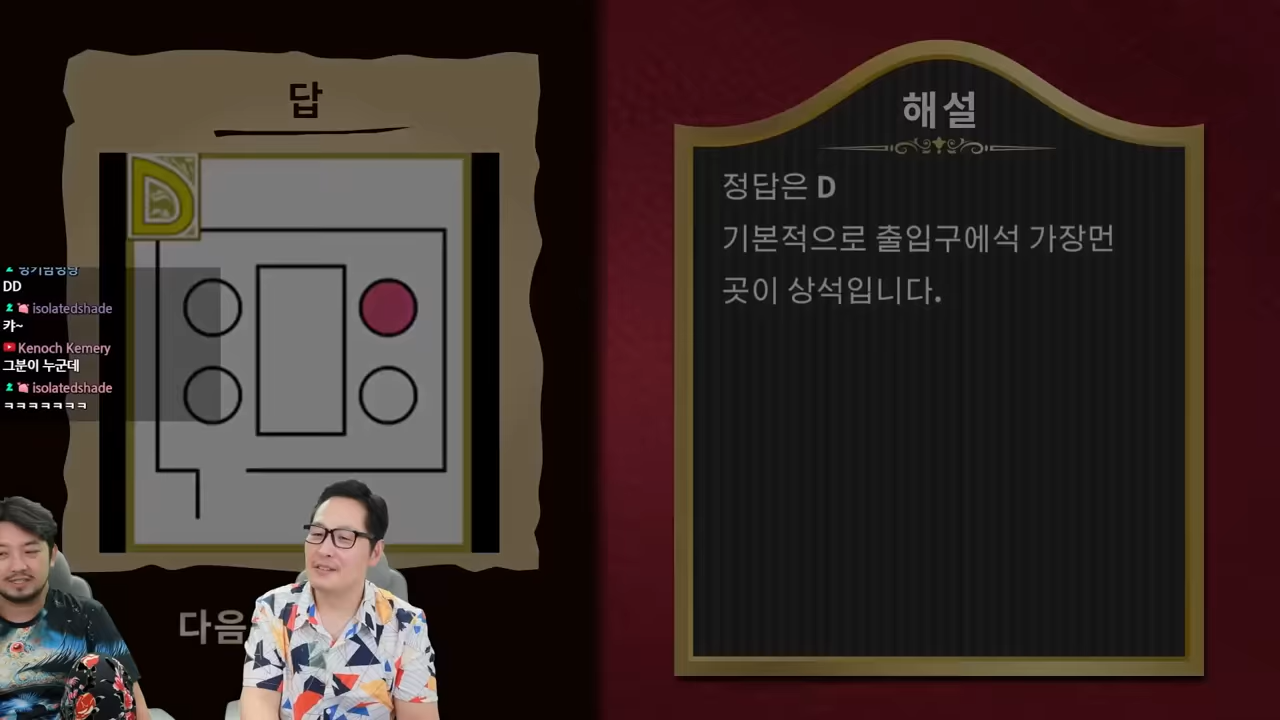 답
D
해설
정답은 D
기본적으로 출입구에석 가장먼
곳이 상석입니다.
DD
isolatedshade
캬~
Kenoch Kemery
그분이 누군데
isolatedshade
ㅋㅋㅋㅋㅋㅋㅋ
다음